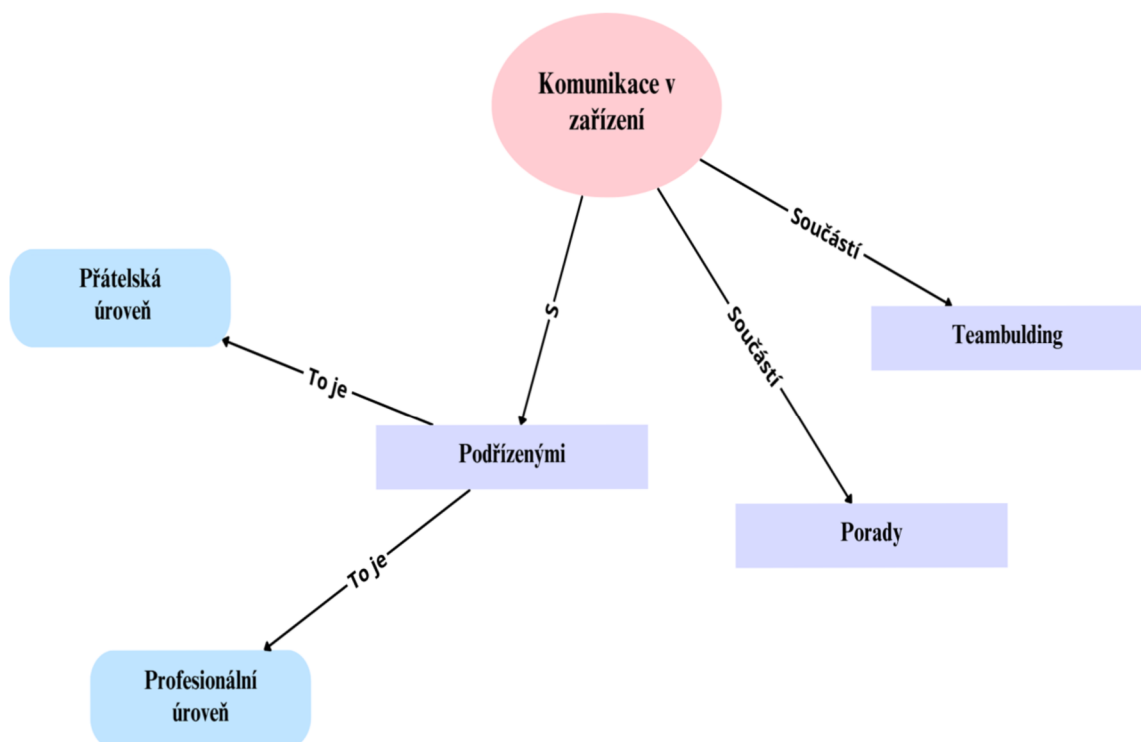 Komunikace v
zařízení
Součástí
Přátelská
úroveň
S
Součástí
Teambulding
To je
Podřízenými
Porady
To je
Profesionální
úroveň